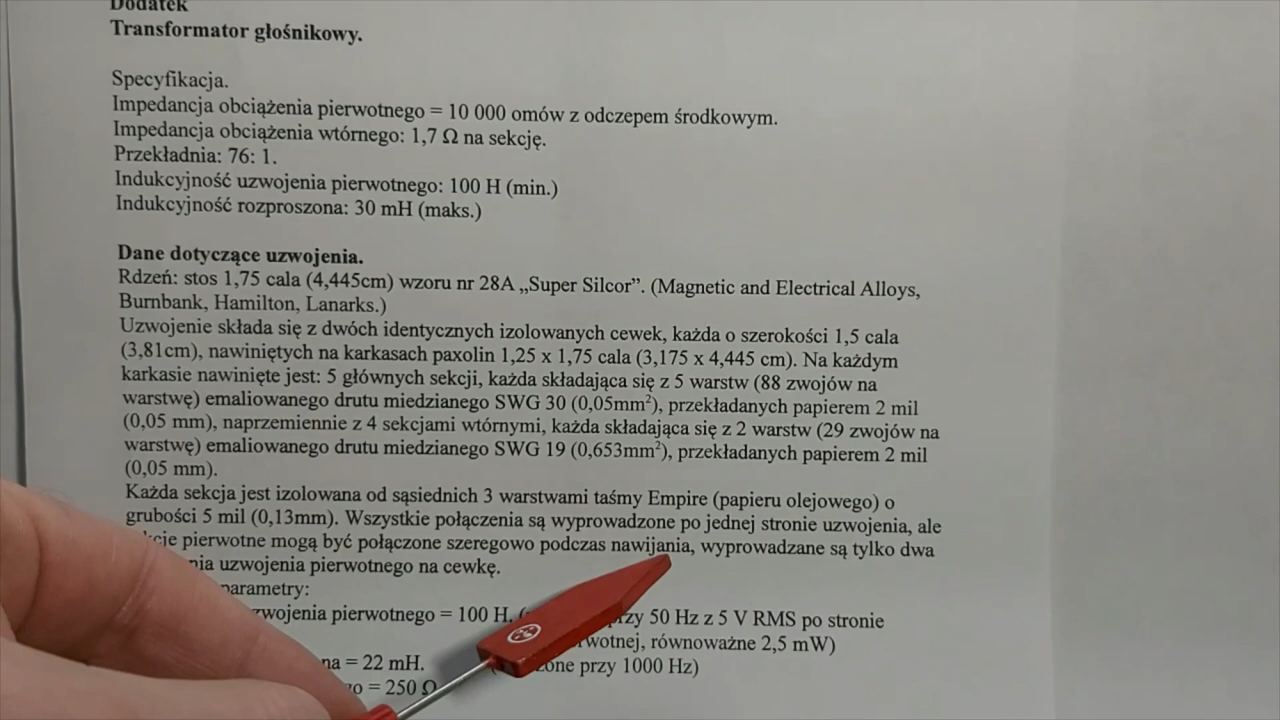 Dodatek
Transformator głośnikowy.
Specyfikacja.
Impedancja obciążenia pierwotnego = 10 000 omów z odczepem środkowym.
Impedancja obciążenia wtórnego: 1,7 Ω na sekcję.
Przekładnia: 76: 1.
Indukcyjność uzwojenia pierwotnego: 100 H (min.)
Indukcyjność rozproszona: 30 mH (maks.)
Dane dotyczące uzwojenia.
Rdzeń: stos 1,75 cala (4,445cm) wzoru nr 28A „Super Silcor”. (Magnetic and Electrical Alloys,
Burnbank, Hamilton, Lanarks.)
Uzwojenie składa się z dwóch identycznych izolowanych cewek, każda o szerokości 1,5 cala
(3,81cm), nawiniętych na karkasach paxolin 1,25 x 1,75 cala (3,175 x 4,445 cm). Na każdym
karkasie nawinięte jest: 5 głównych sekcji, każda składająca się z 5 warstw (88 zwojów na
warstwę) emaliowanego drutu miedzianego SWG 30 (0,05mm²), przekładanych papierem 2 mil
(0,05 mm), naprzemiennie z 4 sekcjami wtórnymi, każda składająca się z 2 warstw (29 zwojów na
warstwę) emaliowanego drutu miedzianego SWG 19 (0,653mm²), przekładanych papierem 2 mil
(0,05 mm).
Każda sekcja jest izolowana od sąsiednich 3 warstwami taśmy Empire (papieru olejowego) o
grubości 5 mil (0,13mm). Wszystkie połączenia są wyprowadzone po jednej stronie uzwojenia, ale
pierwotne mogą być połączone szeregowo podczas nawijania, wyprowadzane są tylko dwa
uzwojenia pierwotnego na cewkę.
parametry:
pierwotnego = 100 H. 50 Hz z 5 V RMS po stronie
równoważne 2,5 mW)
= 22 mH. przy 1000 Hz)
= 250 Ω